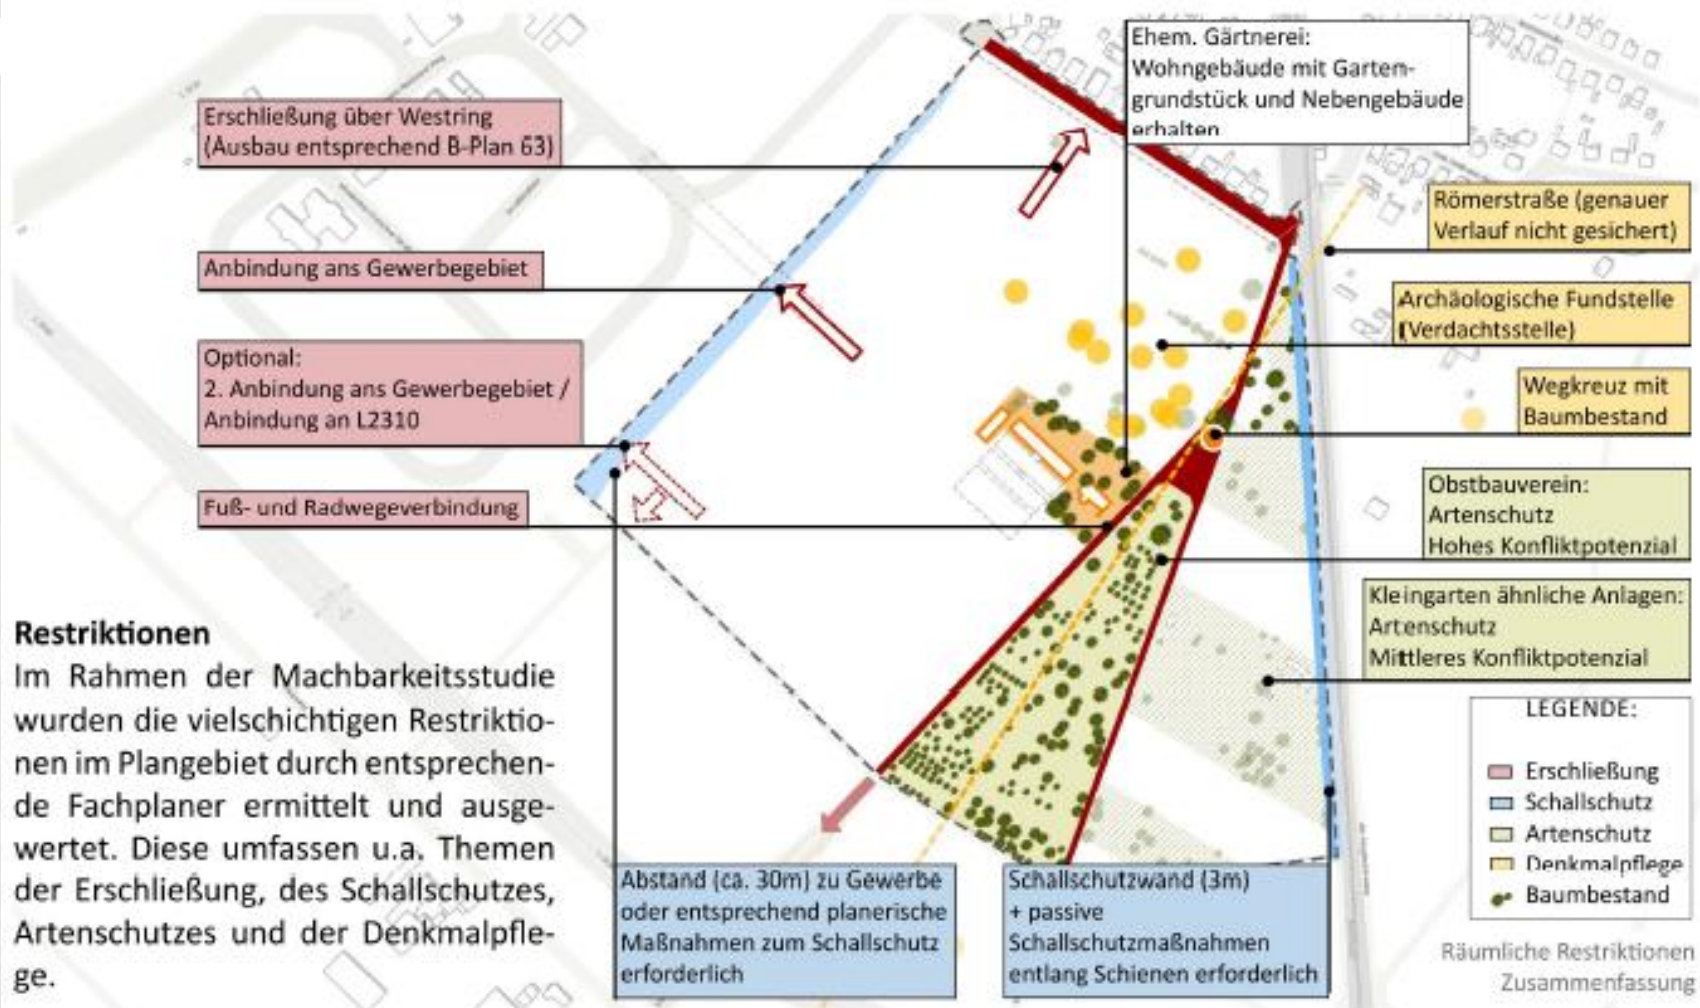 Ehem. Gärtnerei:
Wohngebäude mit Garten-
grundstück und Nebengebäude
erhalten
Erschließung über Westring
(Ausbau entsprechend B-Plan 63)
Anbindung ans Gewerbegebiet
Optional:
2. Anbindung ans Gewerbegebiet /
Anbindung an L2310
Fuß- und Radwegeverbindung
Römerstraße (genauer
Verlauf nicht gesichert)
Archäologische Fundstelle
(Verdachtsstelle)
Wegkreuz mit
Baumbestand
Obstbauverein:
Artenschutz
Hohes Konfliktpotenzial
Kleingarten ähnliche Anlagen:
Artenschutz
Mittleres Konfliktpotenzial
Restriktionen
Im Rahmen der Machbarkeitsstudie
wurden die vielschichtigen Restriktio-
nen im Plangebiet durch entsprechen-
de Fachplaner ermittelt und ausge-
wertet. Diese umfassen u.a. Themen
der Erschließung, des Schallschutzes,
Artenschutzes und der Denkmalpfle-
ge.
Abstand (ca. 30m) zu Gewerbe
oder entsprechend planerische
Maßnahmen zum Schallschutz
erforderlich
Schallschutzwand (3m)
+ passive
Schallschutzmaßnahmen
entlang Schienen erforderlich
LEGENDE:
Erschließung
Schallschutz
Artenschutz
Denkmalpflege
Baumbestand
Räumliche Restriktionen
Zusammenfassung